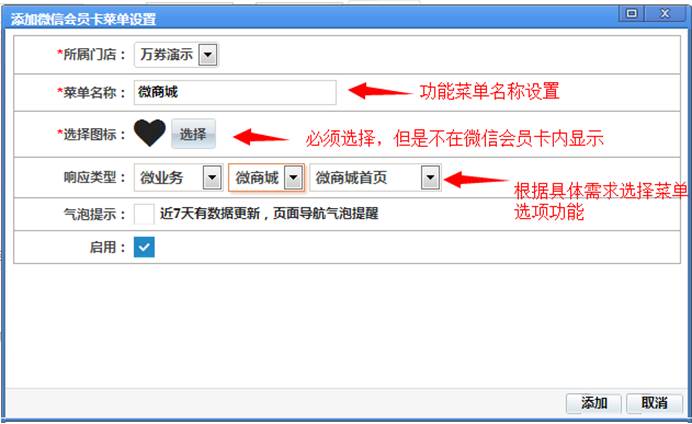 添加微信会员卡菜单设置
*所属门店： 万券演示
*菜单名称： 微商城
功能菜单名称设置
*选择图标： 选择
必须选择，但是不在微信会员卡内显示
响应类型： 微业务 微商城 微商城首页
根据具体需求选择菜单
选项功能
气泡提示： 近7天有数据更新，页面导航气泡提醒
启用：
添加 取消